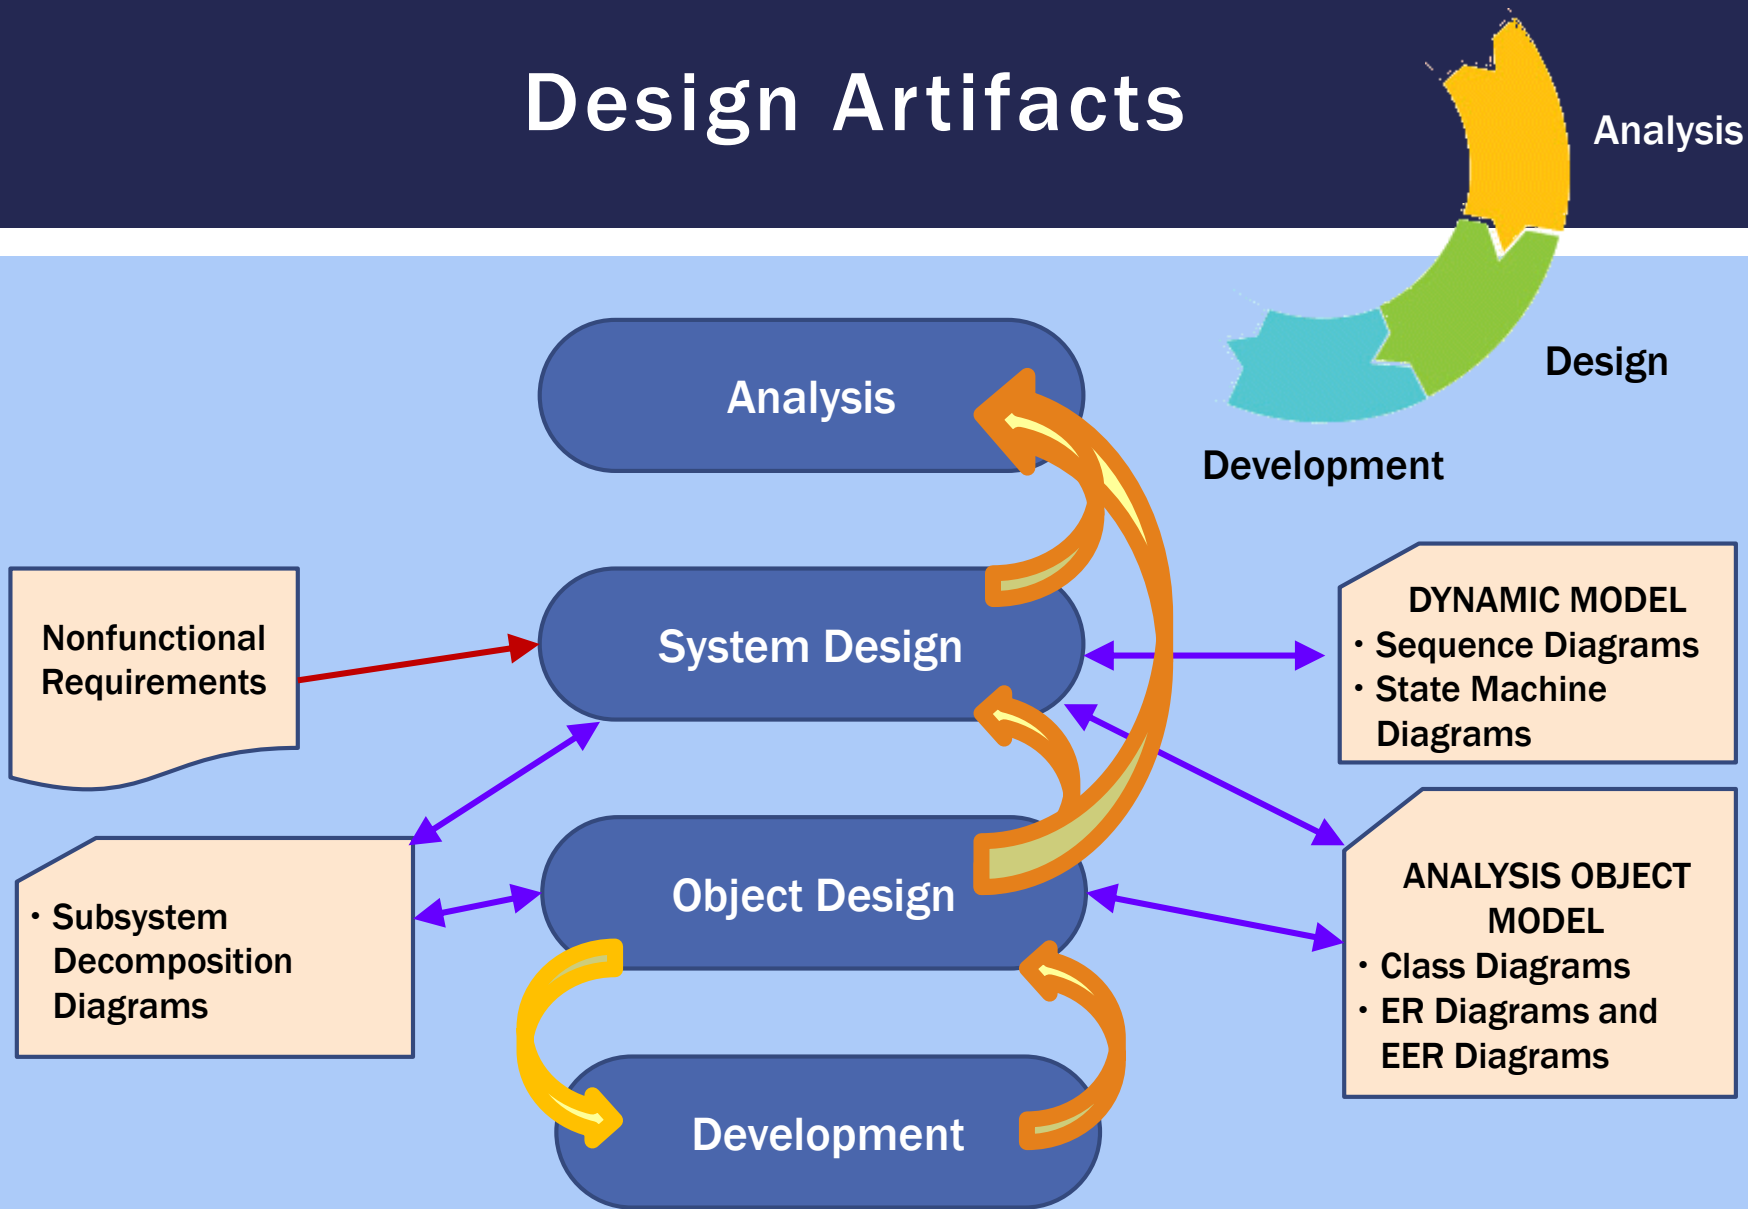 Design Artifacts
Analysis
Design
Development
Analysis
System Design
Object Design
Development
Nonfunctional
Requirements
• Subsystem
Decomposition
Diagrams
DYNAMIC MODEL
• Sequence Diagrams
• State Machine
Diagrams
ANALYSIS OBJECT
MODEL
• Class Diagrams
• ER Diagrams and
EER Diagrams